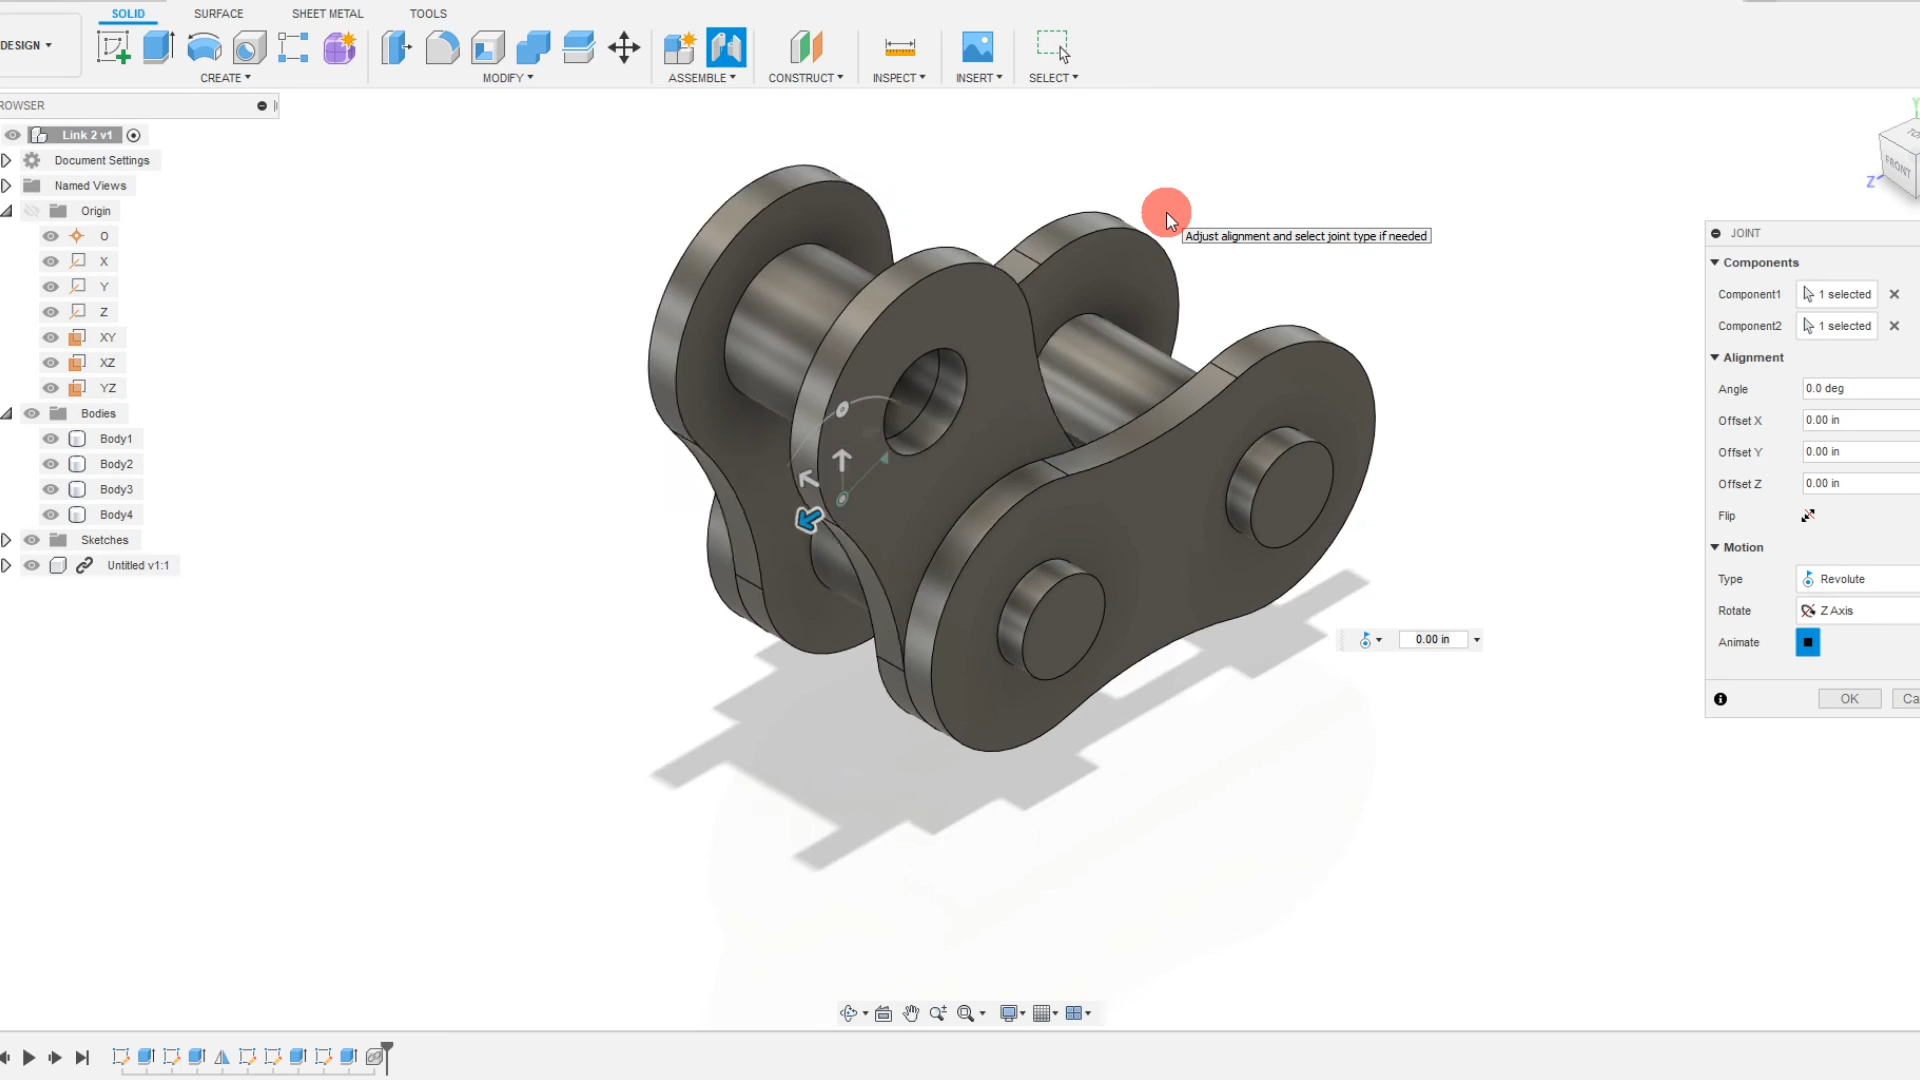 SOLID SURFACE SHEET METAL TOOLS
DESIGN
CREATE MODIFY ASSEMBLE CONSTRUCT INSPECT INSERT SELECT
ROWSER
Link 2 v1
Document Settings
Named Views
Origin
O
X
Y
Z
XY
XZ
YZ
Bodies
Body1
Body2
Body3
Body4
Sketches
Untitled v1:1
Adjust alignment and select joint type if needed
0.00 in
Y
TO
FRONT
Z
JOINT
Components
Component1 1 selected
Component2 1 selected
Alignment
Angle 0.0 deg
Offset X 0.00 in
Offset Y 0.00 in
Offset Z 0.00 in
Flip
Motion
Type Revolute
Rotate Z Axis
Animate
OK Ca